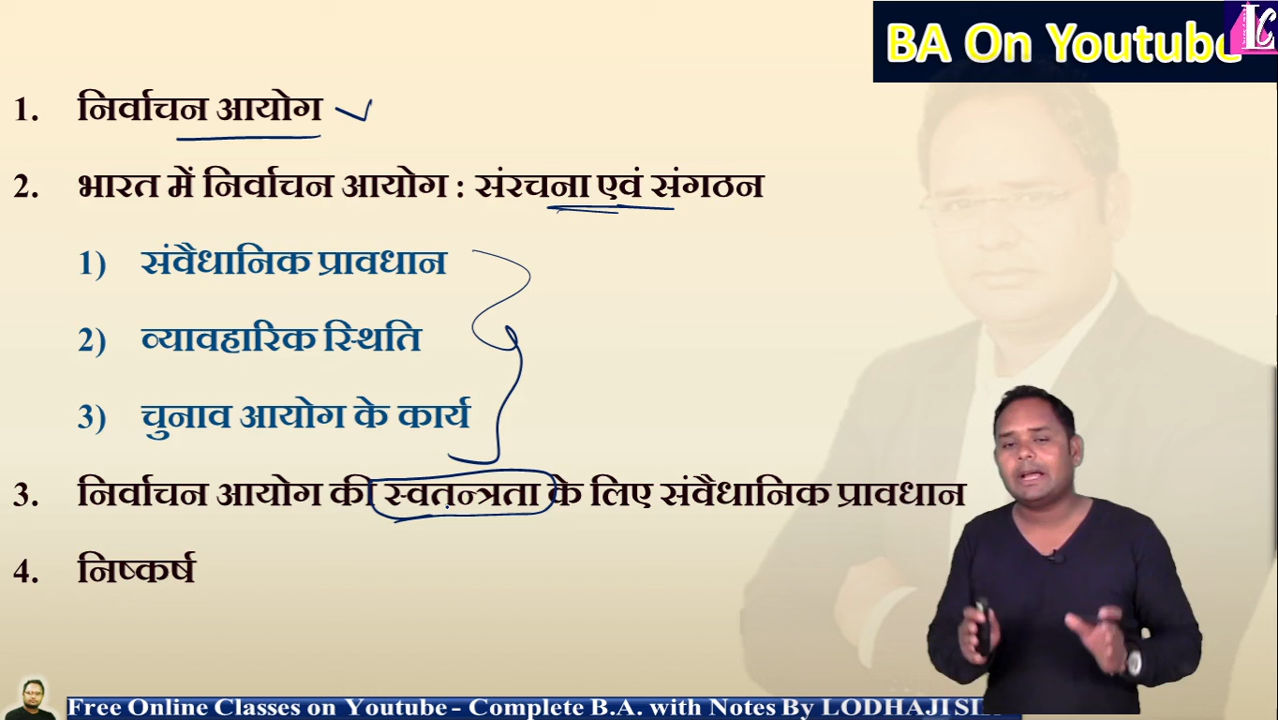 BA On Youtube
LC
1. निर्वाचन आयोग
2. भारत में निर्वाचन आयोग : संरचना एवं संगठन
1) संवैधानिक प्रावधान
2) व्यावहारिक स्थिति
3) चुनाव आयोग के कार्य
3. निर्वाचन आयोग की स्वतन्त्रता के लिए संवैधानिक प्रावधान
4. निष्कर्ष
Free Online Classes on Youtube - Complete B.A. with Notes By LODHAJI